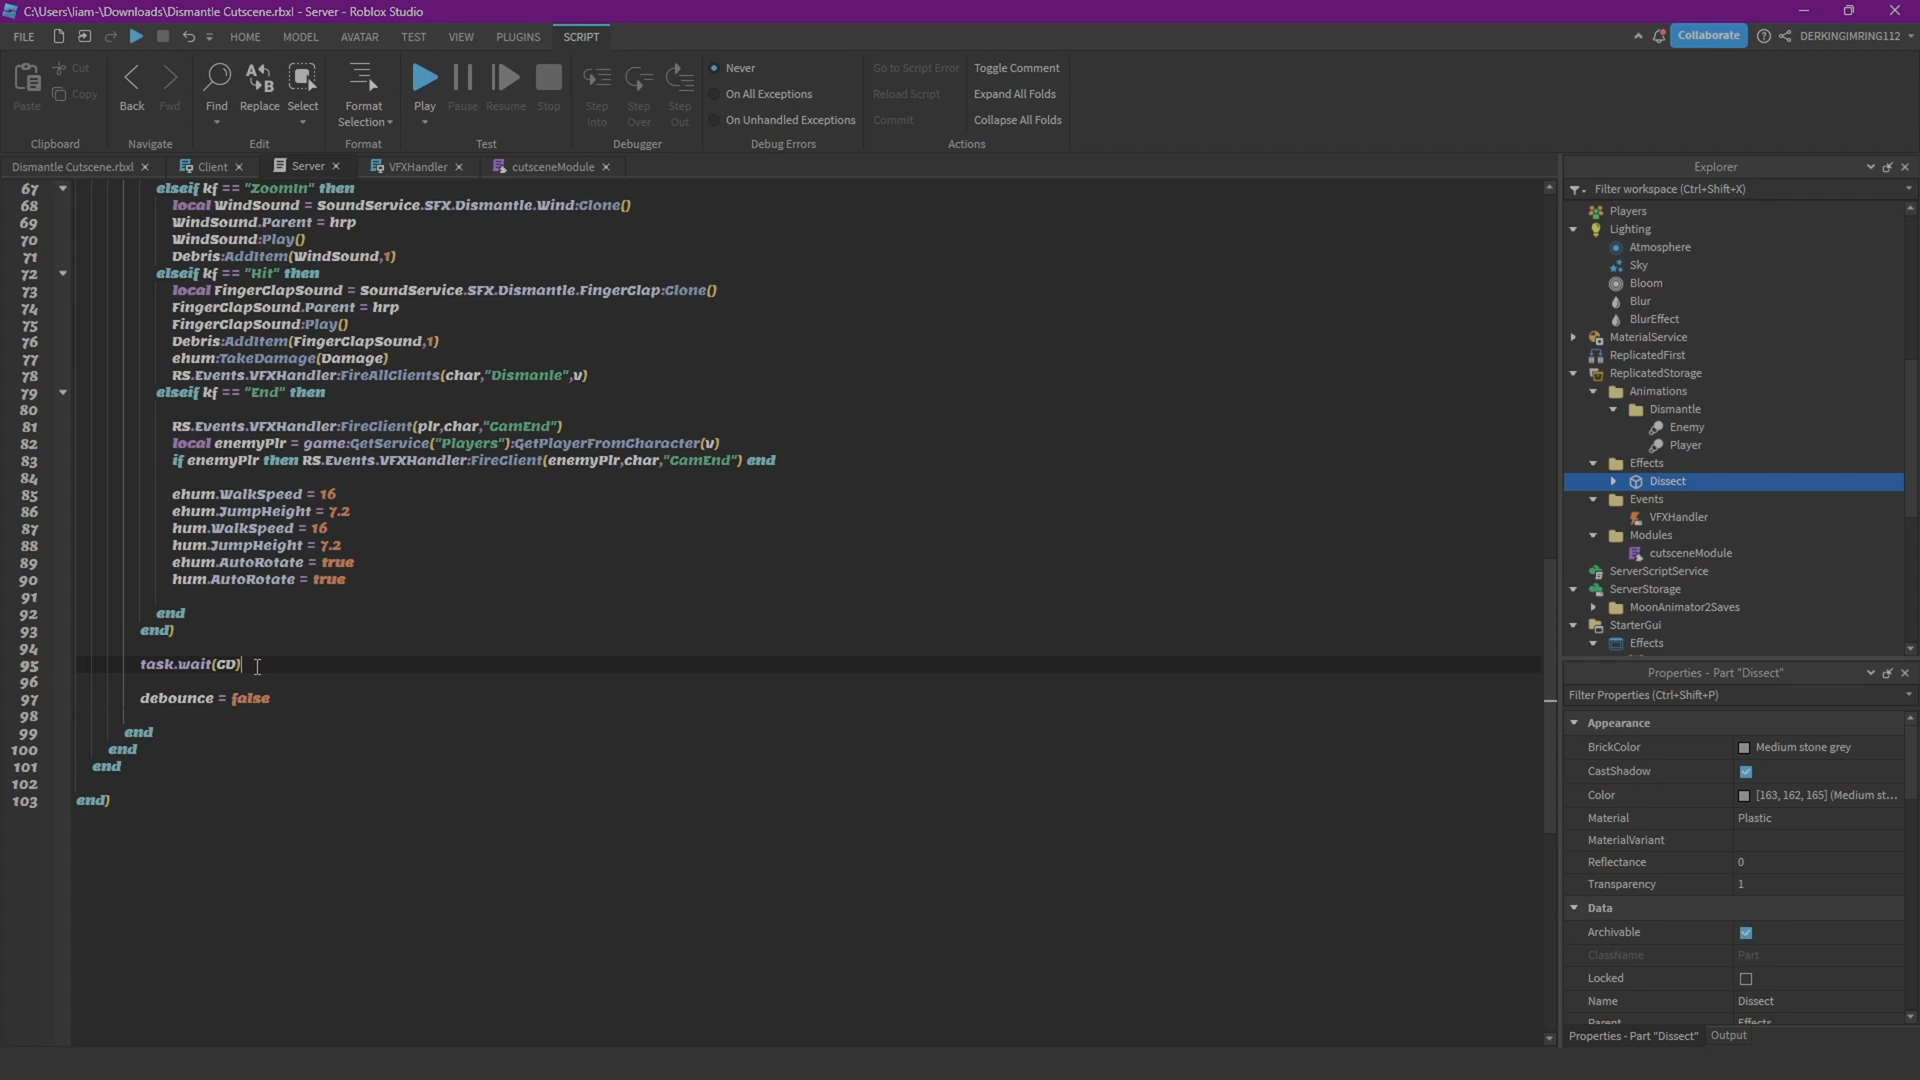 C:\Users\liam-\Downloads\Dismantle Cutscene.rbxl - Server - Roblox Studio
FILE HOME MODEL AVATAR TEST VIEW PLUGINS SCRIPT Collaborate DERKINGIMRING112
Paste Cut Copy
Clipboard
Back Fwd
Navigate
Find Replace Select
Edit
Format Selection
Format
Play Pause Resume Stop
Test
Step Into Step Over Step Out
Debugger
Never
On All Exceptions
On Unhandled Exceptions
Debug Errors
Go to Script Error Toggle Comment
Reload Script Expand All Folds
Commit Collapse All Folds
Actions
Dismantle Cutscene.rbxl Client Server VFXHandler cutsceneModule
67 elseif kf == "ZoomIn" then
68 local WindSound = SoundService.SFX.Dismantle.Wind:Clone()
69 WindSound.Parent = hrp
70 WindSound:Play()
71 Debris:AddItem(WindSound,1)
72 elseif kf == "Hit" then
73 local FingerClapSound = SoundService.SFX.Dismantle.FingerClap:Clone()
74 FingerClapSound.Parent = hrp
75 FingerClapSound:Play()
76 Debris:AddItem(FingerClapSound,1)
77 ehum:TakeDamage(Damage)
78 RS.Events.VFXHandler:FireAllClients(char,"Dismanle",v)
79 elseif kf == "End" then
80
81 RS.Events.VFXHandler:FireClient(plr,char,"CamEnd")
82 local enemyPlr = game:GetService("Players"):GetPlayerFromCharacter(v)
83 if enemyPlr then RS.Events.VFXHandler:FireClient(enemyPlr,char,"CamEnd") end
84
85 ehum.WalkSpeed = 16
86 ehum.JumpHeight = 7.2
87 hum.WalkSpeed = 16
88 hum.JumpHeight = 7.2
89 ehum.AutoRotate = true
90 hum.AutoRotate = true
91
92 end
93 end)
94
95 task.wait(CD)
96
97 debounce = false
98
99 end
100 end
101 end
102
103 end)
Explorer
Filter workspace (Ctrl+Shift+X)
Players
Lighting
Atmosphere
Sky
Bloom
Blur
BlurEffect
MaterialService
ReplicatedFirst
ReplicatedStorage
Animations
Dismantle
Enemy
Player
Effects
Dissect
Events
VFXHandler
Modules
cutsceneModule
ServerScriptService
ServerStorage
MoonAnimator2Saves
StarterGui
Effects
Properties - Part "Dissect"
Filter Properties (Ctrl+Shift+P)
Appearance
BrickColor Medium stone grey
CastShadow
Color [163, 162, 165] (Medium st...
Material Plastic
MaterialVariant
Reflectance 0
Transparency 1
Data
Archivable
ClassName Part
Locked
Name Dissect
Parent Effects
Properties - Part "Dissect" Output